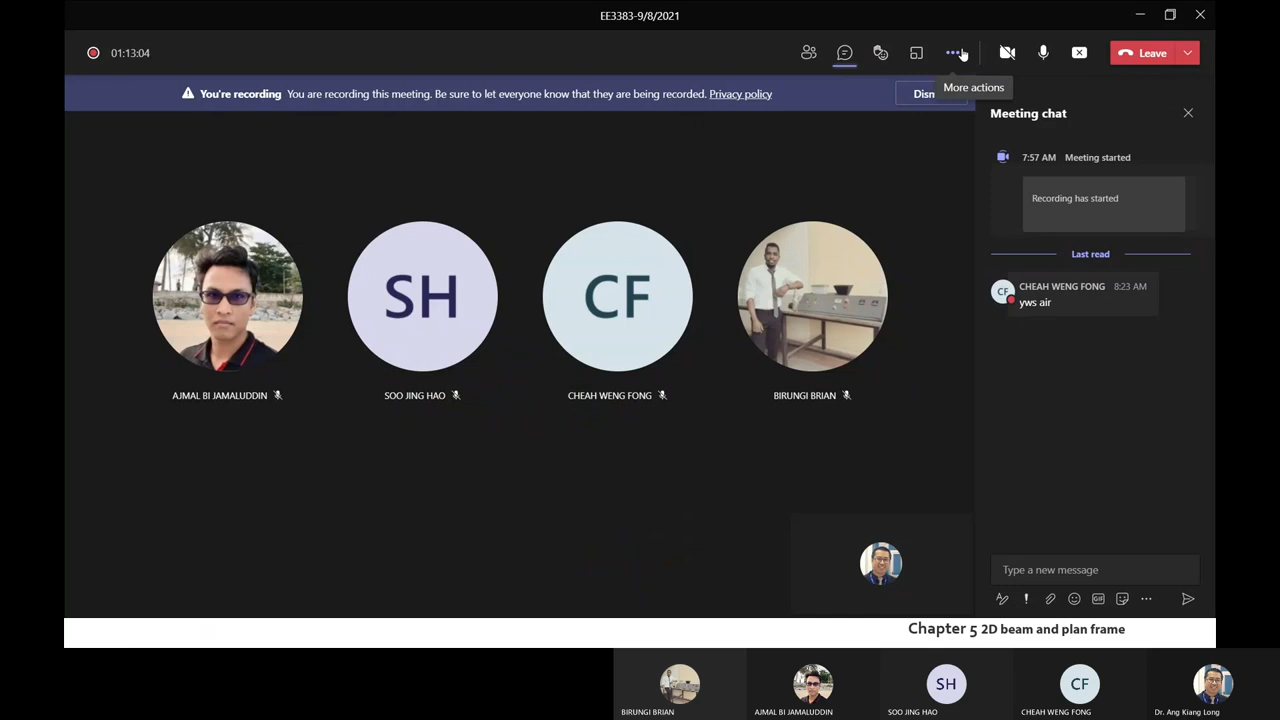 EE3383-9/8/2021
01:13:04
Leave
You're recording You are recording this meeting. Be sure to let everyone know that they are being recorded. Privacy policy
More actions
Meeting chat
7:57 AM Meeting started
Recording has started
Last read
CF
CHEAH WENG FONG 8:23 AM
yws air
SH
CF
AJMAL BI JAMALUDDIN
SOO JING HAO
CHEAH WENG FONG
BIRUNGI BRIAN
Type a new message
GIF
Chapter 5 2D beam and plan frame
SH
CF
BIRUNGI BRIAN
AJMAL BI JAMALUDDIN
SOO JING HAO
CHEAH WENG FONG
Dr. Ang Kiang Long